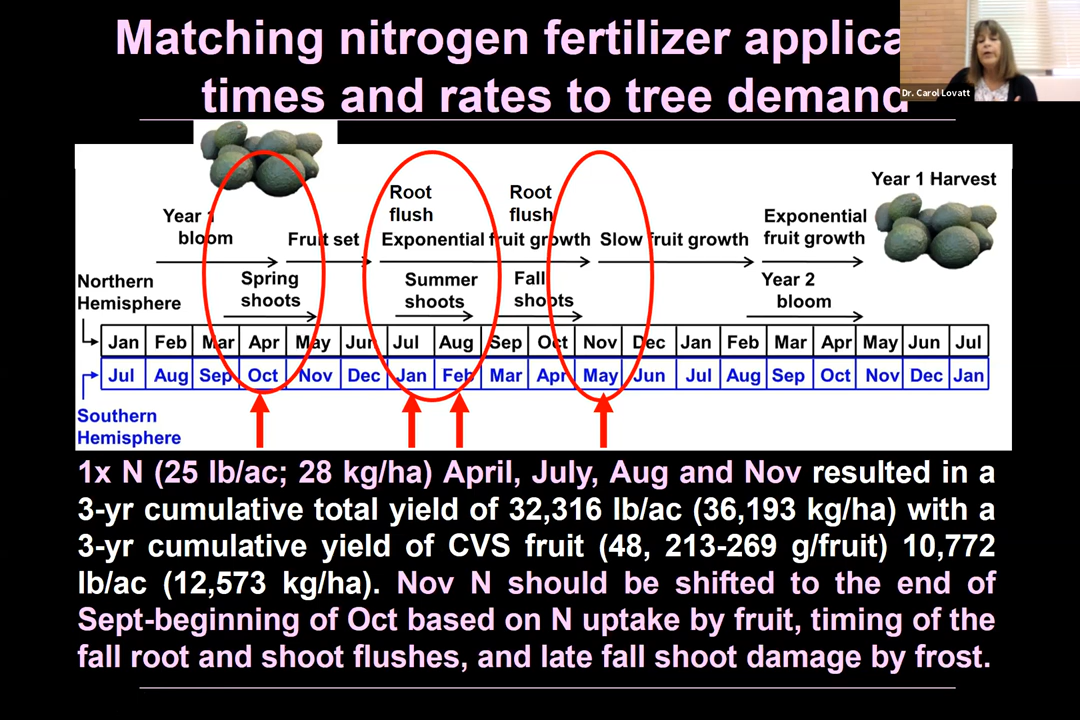 Matching nitrogen fertilizer applica
times and rates to tree demand
Dr. Carol Lovatt
Year 1 Harvest
Root flush
Root flush
Year 1 bloom
Fruit set
Exponential fruit growth
Slow fruit growth
Exponential fruit growth
Northern Hemisphere
Spring shoots
Summer shoots
Fall shoots
Year 2 bloom
Jan Feb Mar Apr May Jun Jul Aug Sep Oct Nov Dec Jan Feb Mar Apr May Jun Jul
Jul Aug Sep Oct Nov Dec Jan Feb Mar Apr May Jun Jul Aug Sep Oct Nov Dec Jan
Southern Hemisphere
1x N (25 lb/ac; 28 kg/ha) April, July, Aug and Nov resulted in a
3-yr cumulative total yield of 32,316 lb/ac (36,193 kg/ha) with a
3-yr cumulative yield of CVS fruit (48, 213-269 g/fruit) 10,772
lb/ac (12,573 kg/ha). Nov N should be shifted to the end of
Sept-beginning of Oct based on N uptake by fruit, timing of the
fall root and shoot flushes, and late fall shoot damage by frost.